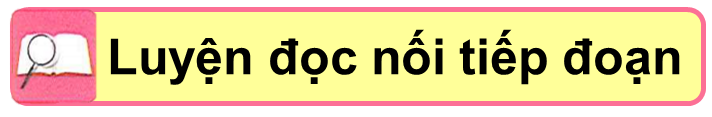 Luyện đọc nối tiếp đoạn